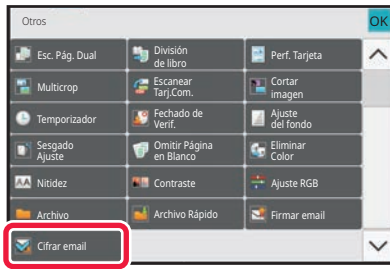 Otros
OK
Esc. Pág. Dual
División
de libro
Perf. Tarjeta
Multicrop
Escanear
Tarj.Com.
Cortar
imagen
Temporizador
Fechado de
Verif.
Ajuste
del fondo
Sesgado
Ajuste
Omitir Página
en Blanco
Eliminar
Color
Nitidez
Contraste
Ajuste RGB
Archivo
Archivo Rápido
Firmar email
Cifrar email